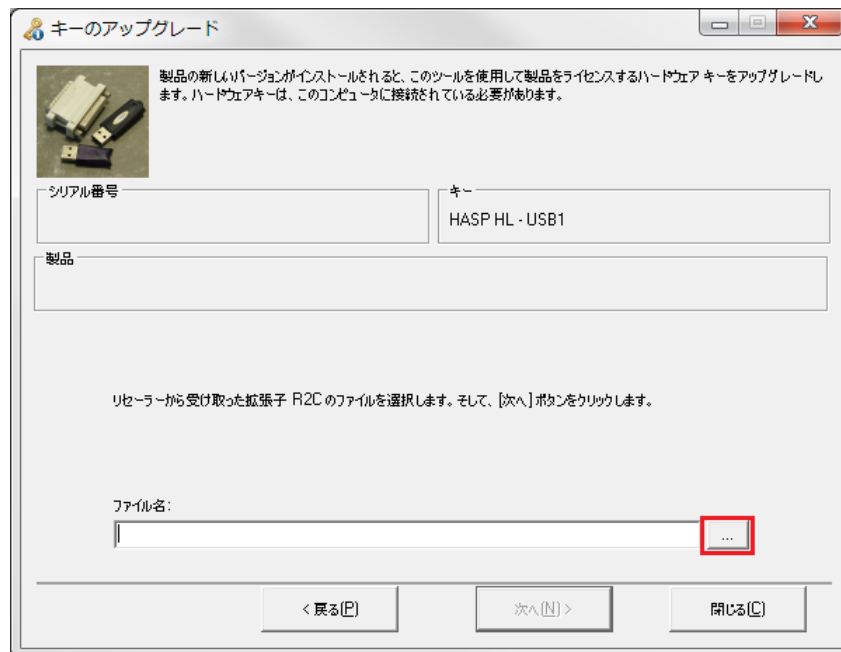 キーのアップグレード
製品の新しいバージョンがインストールされると、このツールを使用して製品をライセンスするハードウェア キーをアップグレードし
ます。ハードウェアキーは、このコンピュータに接続されている必要があります。
シリアル番号
キー
HASP HL - USB1
製品
リセーラーから受け取った拡張子 R2C のファイルを選択します。そして、[次へ]ボタンをクリックします。
ファイル名:
...
< 戻る(P)
次へ(N) >
閉じる(C)